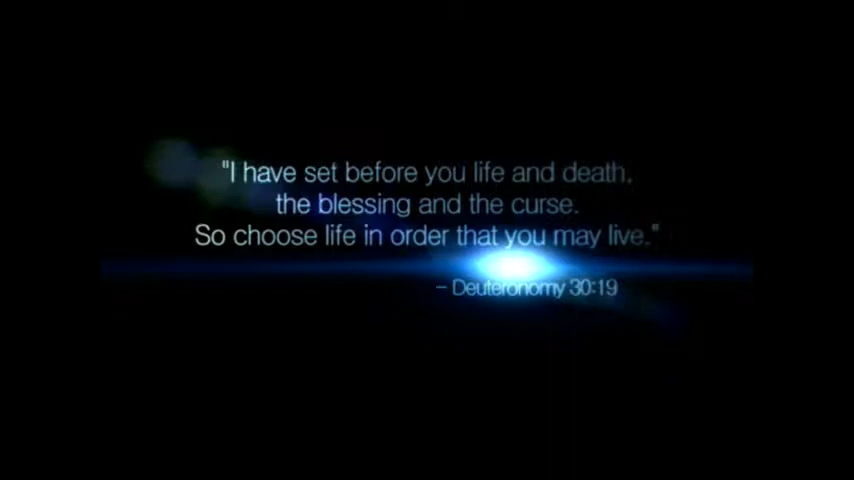 "I have set before you life and death,
the blessing and the curse.
So choose life in order that you may live."
– Deuteronomy 30:19